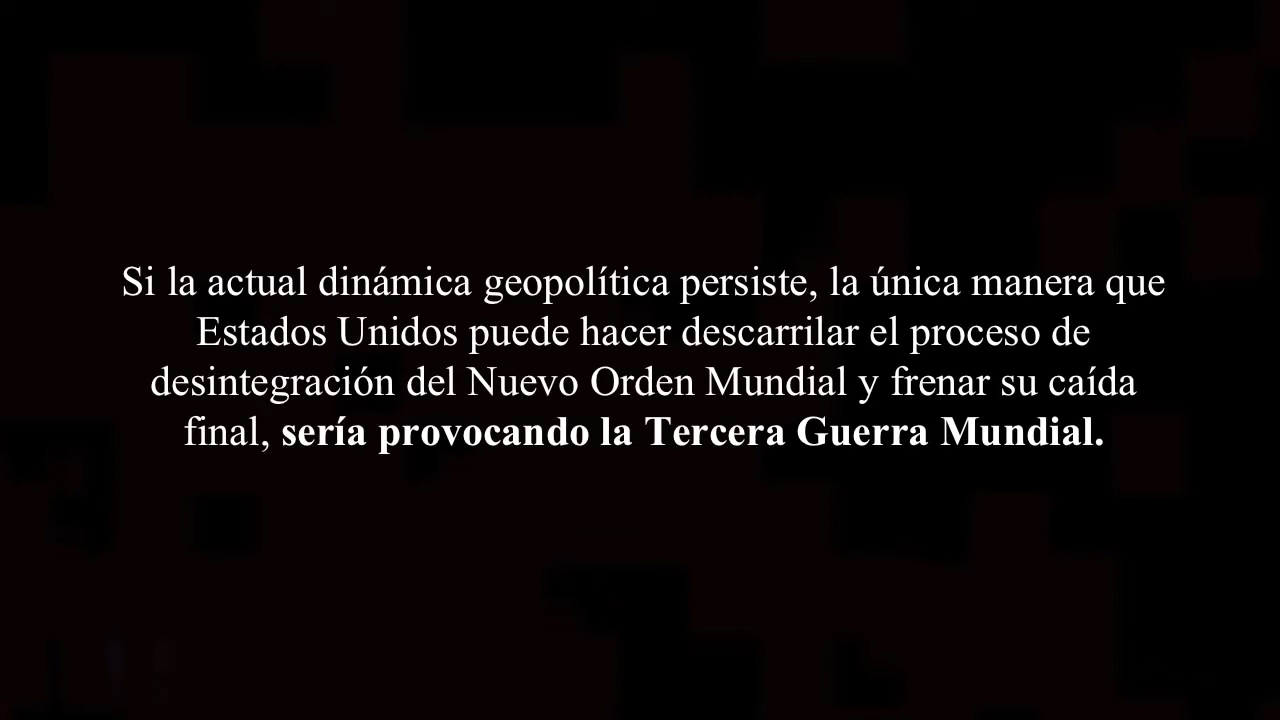 Si la actual dinámica geopolítica persiste, la única manera que
Estados Unidos puede hacer descarrilar el proceso de
desintegración del Nuevo Orden Mundial y frenar su caída
final, sería provocando la Tercera Guerra Mundial.